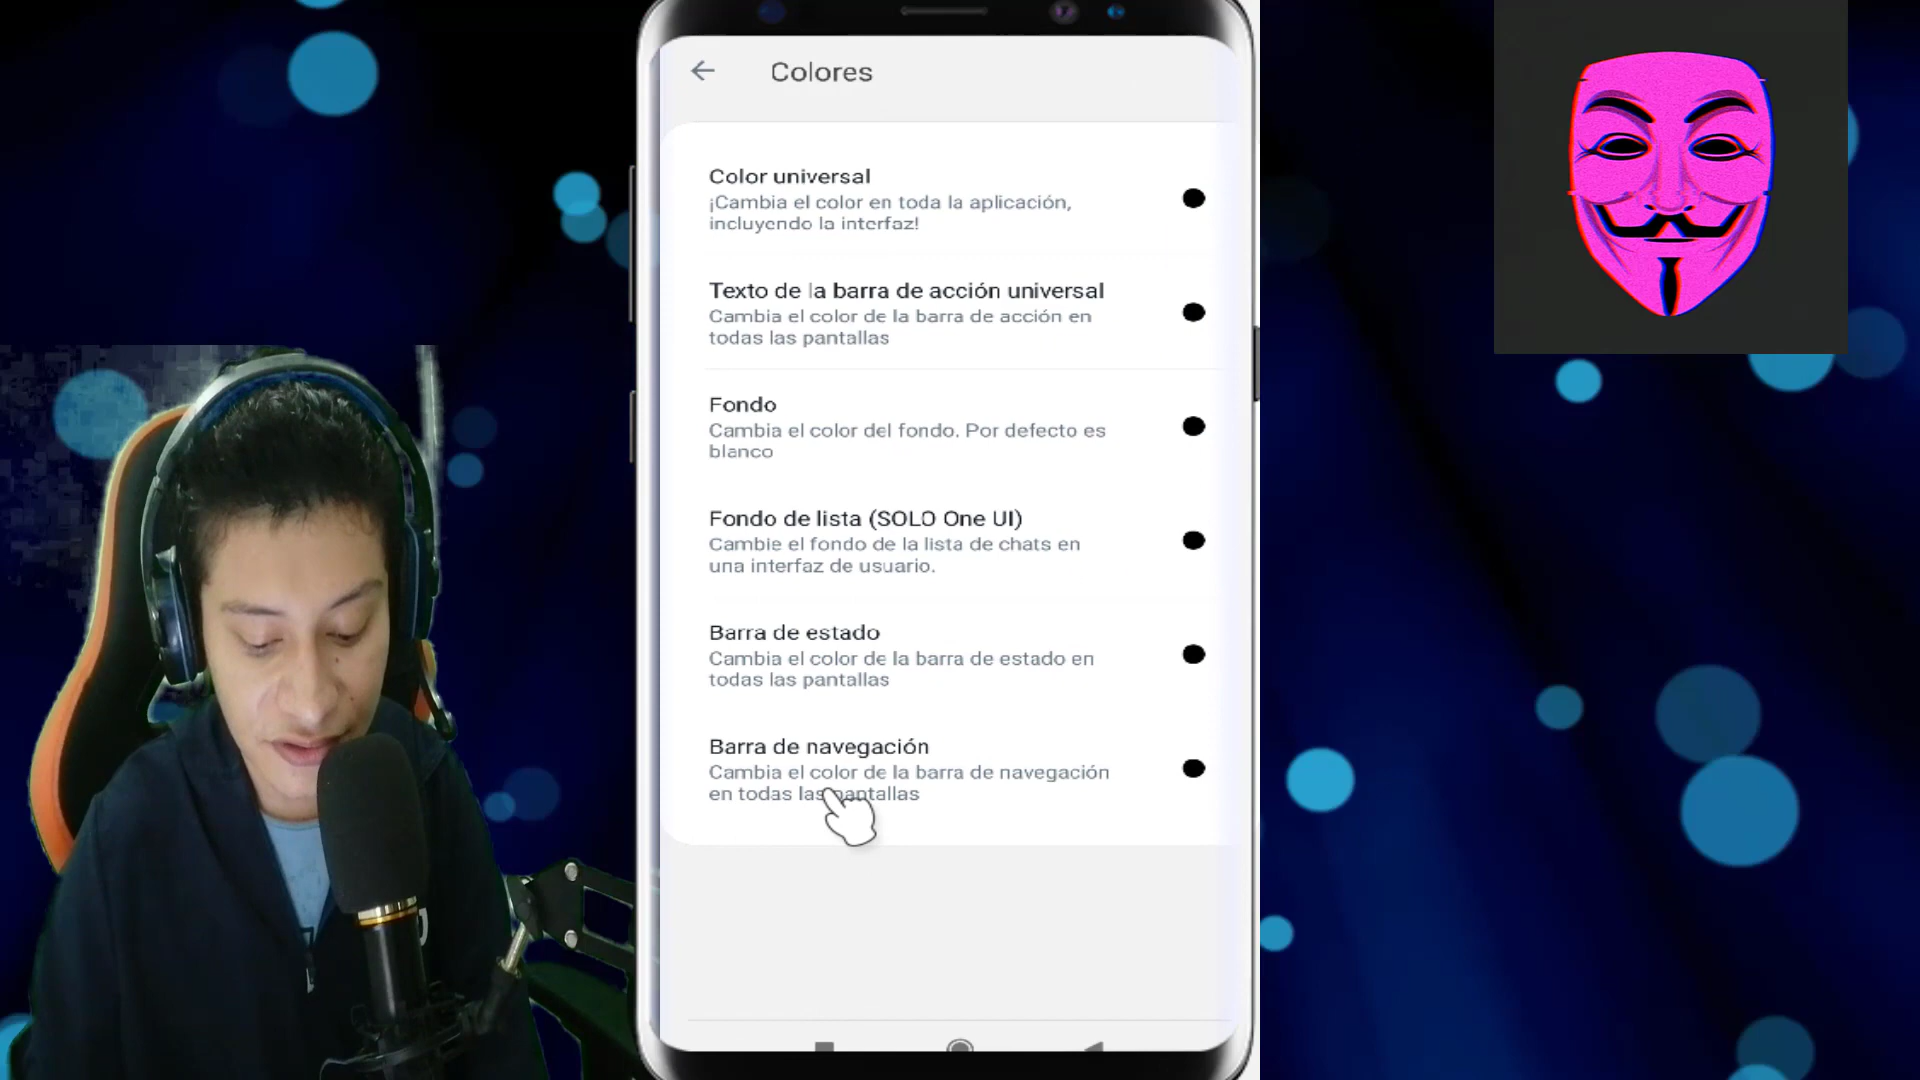 Colores
Color universal
¡Cambia el color en toda la aplicación,
incluyendo la interfaz!
Texto de la barra de acción universal
Cambia el color de la barra de acción en
todas las pantallas
Fondo
Cambia el color del fondo. Por defecto es
blanco
Fondo de lista (SOLO One UI)
Cambie el fondo de la lista de chats en
una interfaz de usuario.
Barra de estado
Cambia el color de la barra de estado en
todas las pantallas
Barra de navegación
Cambia el color de la barra de navegación
en todas las pantallas